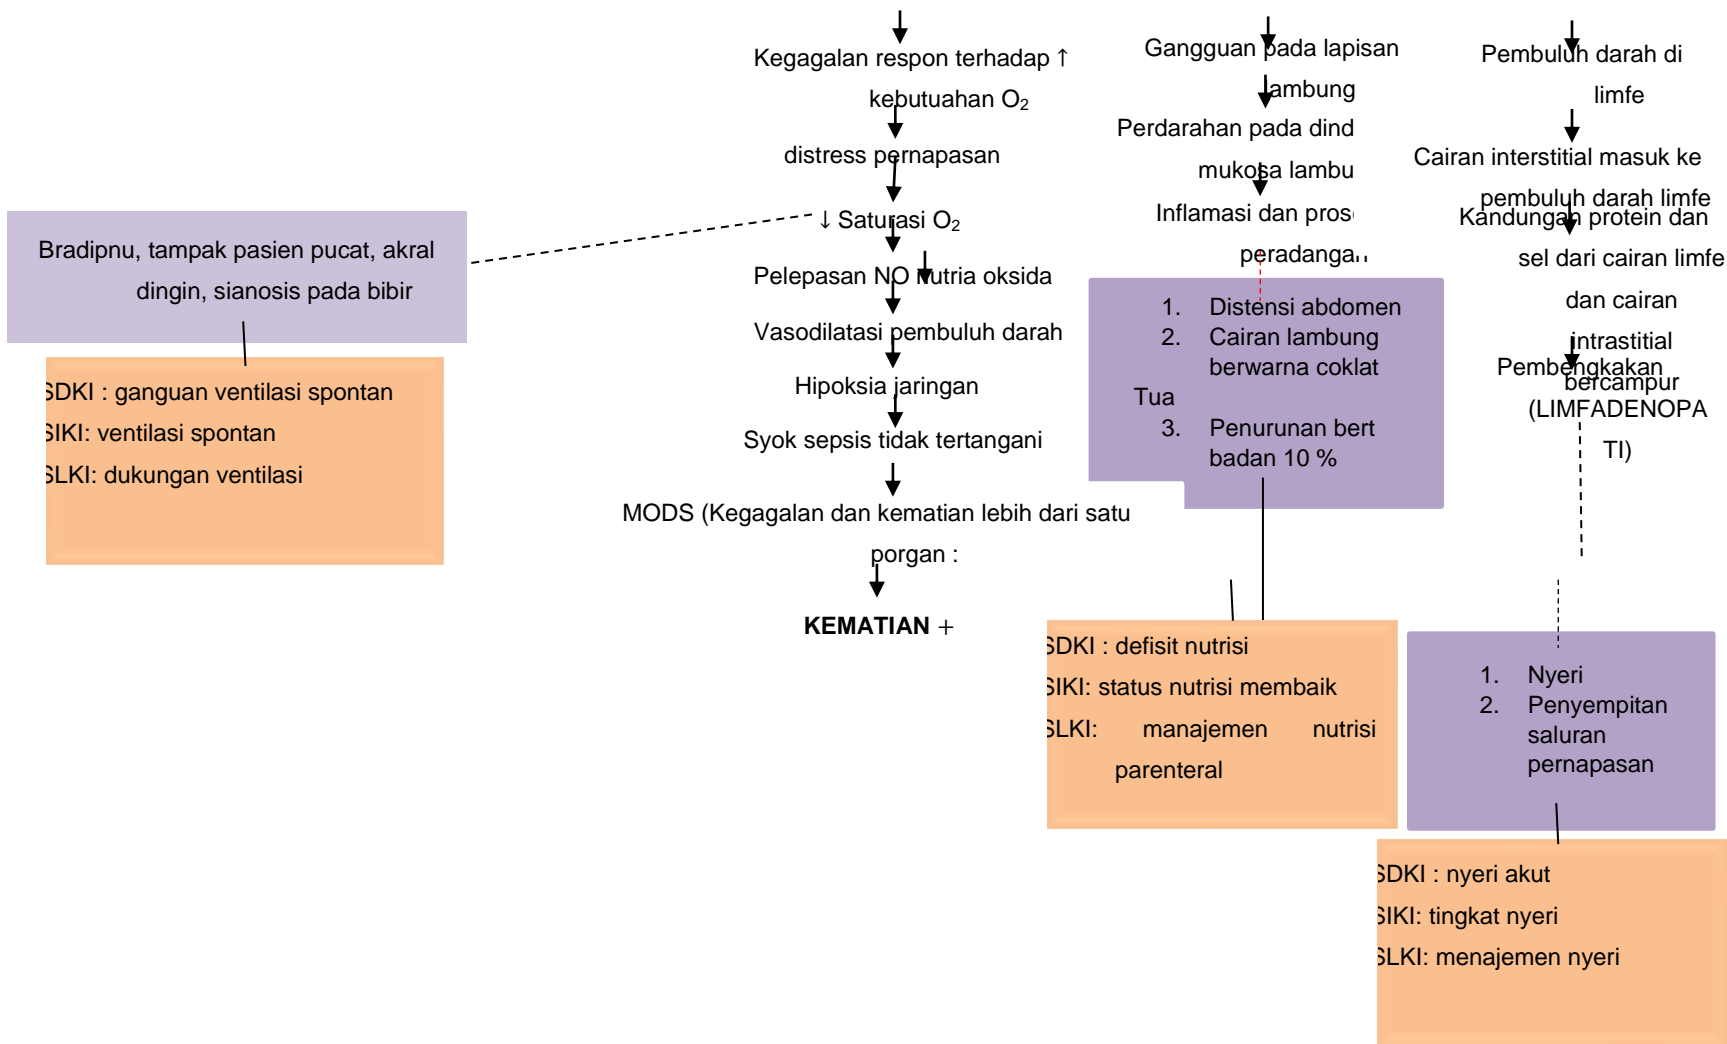 Kegagalan respon terhadap ↑
kebutuahan O₂
distress pernapasan
↓ Saturasi O₂
Pelepasan NO nutria oksida
Vasodilatasi pembuluh darah
Hipoksia jaringan
Syok sepsis tidak tertangani
MODS (Kegagalan dan kematian lebih dari satu
porgan :
KEMATIAN +
Bradipnu, tampak pasien pucat, akral
dingin, sianosis pada bibir
SDKI : ganguan ventilasi spontan
SIKI: ventilasi spontan
SLKI: dukungan ventilasi
Gangguan pada lapisan
lambung
Perdarahan pada dind
mukosa lambu
Inflamasi dan pros
peradangan
1. Distensi abdomen
2. Cairan lambung
berwarna coklat
Tua
3. Penurunan bert
badan 10 %
SDKI : defisit nutrisi
SIKI: status nutrisi membaik
SLKI: manajemen nutrisi
parenteral
Pembuluh darah di
limfe
Cairan interstitial masuk ke
pembuluh darah limfe
Kandungan protein dan
sel dari cairan limfe
dan cairan
intrastitial
bercampur
Pembengkakan
(LIMFADENOPA
TI)
1. Nyeri
2. Penyempitan
saluran
pernapasan
SDKI : nyeri akut
SIKI: tingkat nyeri
SLKI: menajemen nyeri